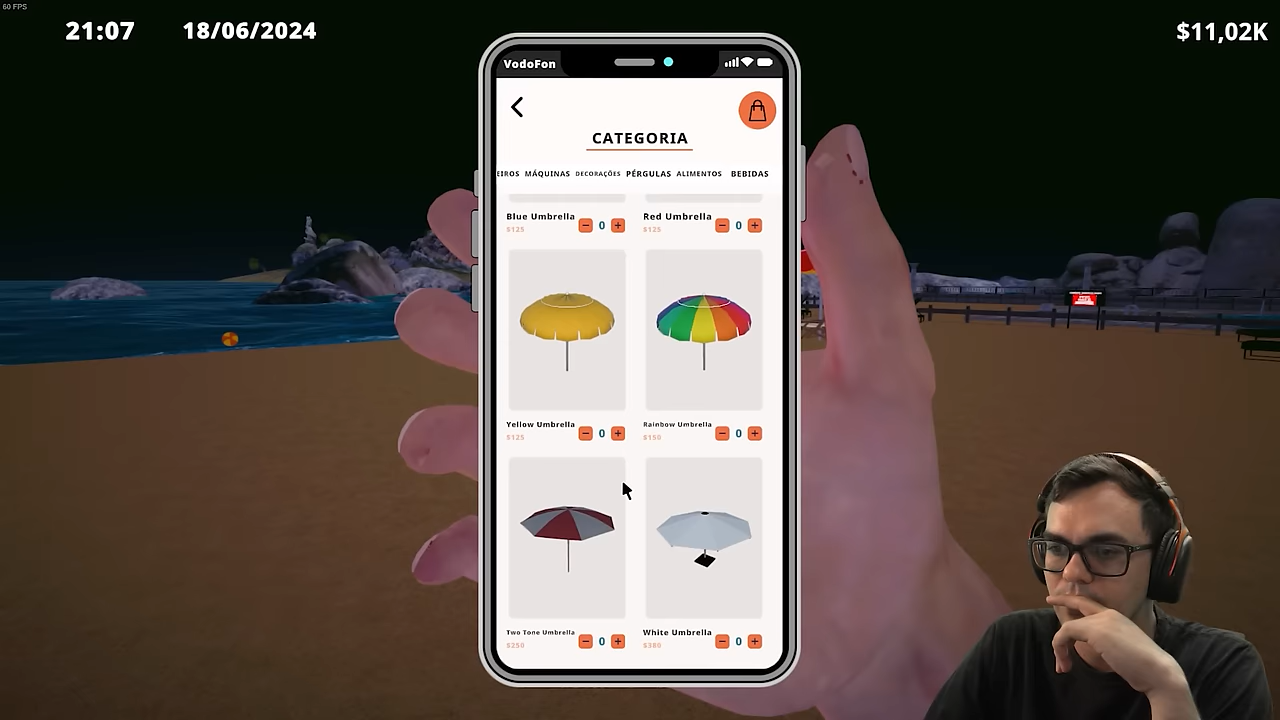 60 FPS
21:07 18/06/2024
$11,02K
VodoFon
CATEGORIA
EIROS MÁQUINAS DECORAÇÕES PÉRGULAS ALIMENTOS BEBIDAS
Blue Umbrella
$125
0
Red Umbrella
$125
0
Yellow Umbrella
$125
0
Rainbow Umbrella
$150
0
Two Tone Umbrella
$250
0
White Umbrella
$380
0